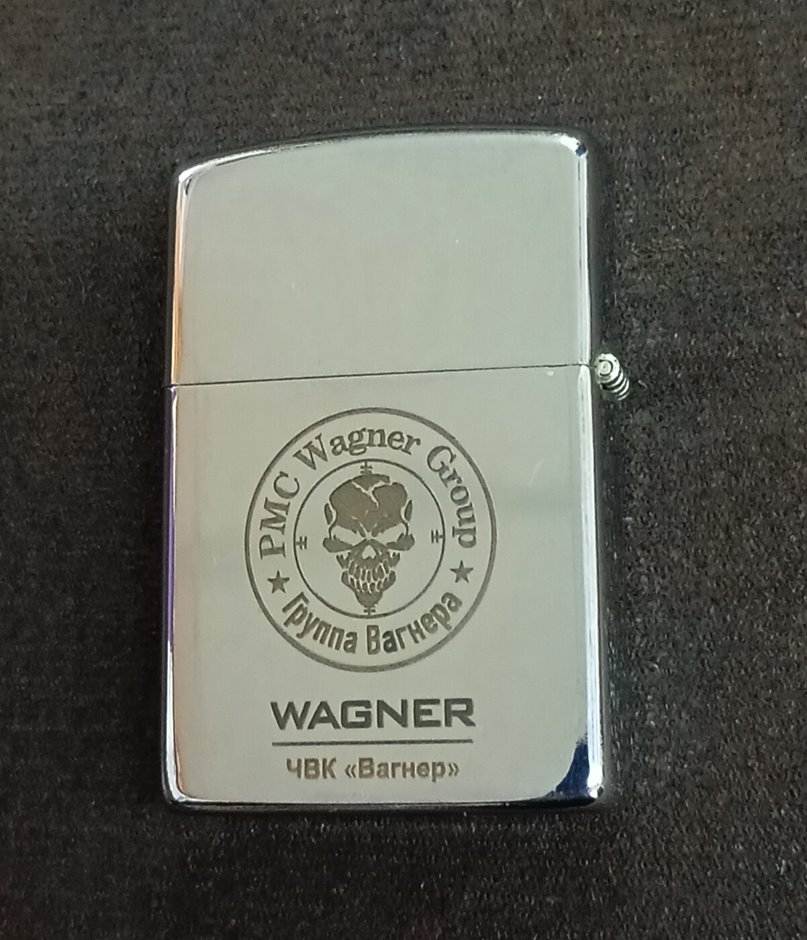 PMC Wagner Group
Группа Вагнера
WAGNER
ЧВК «Вагнер»